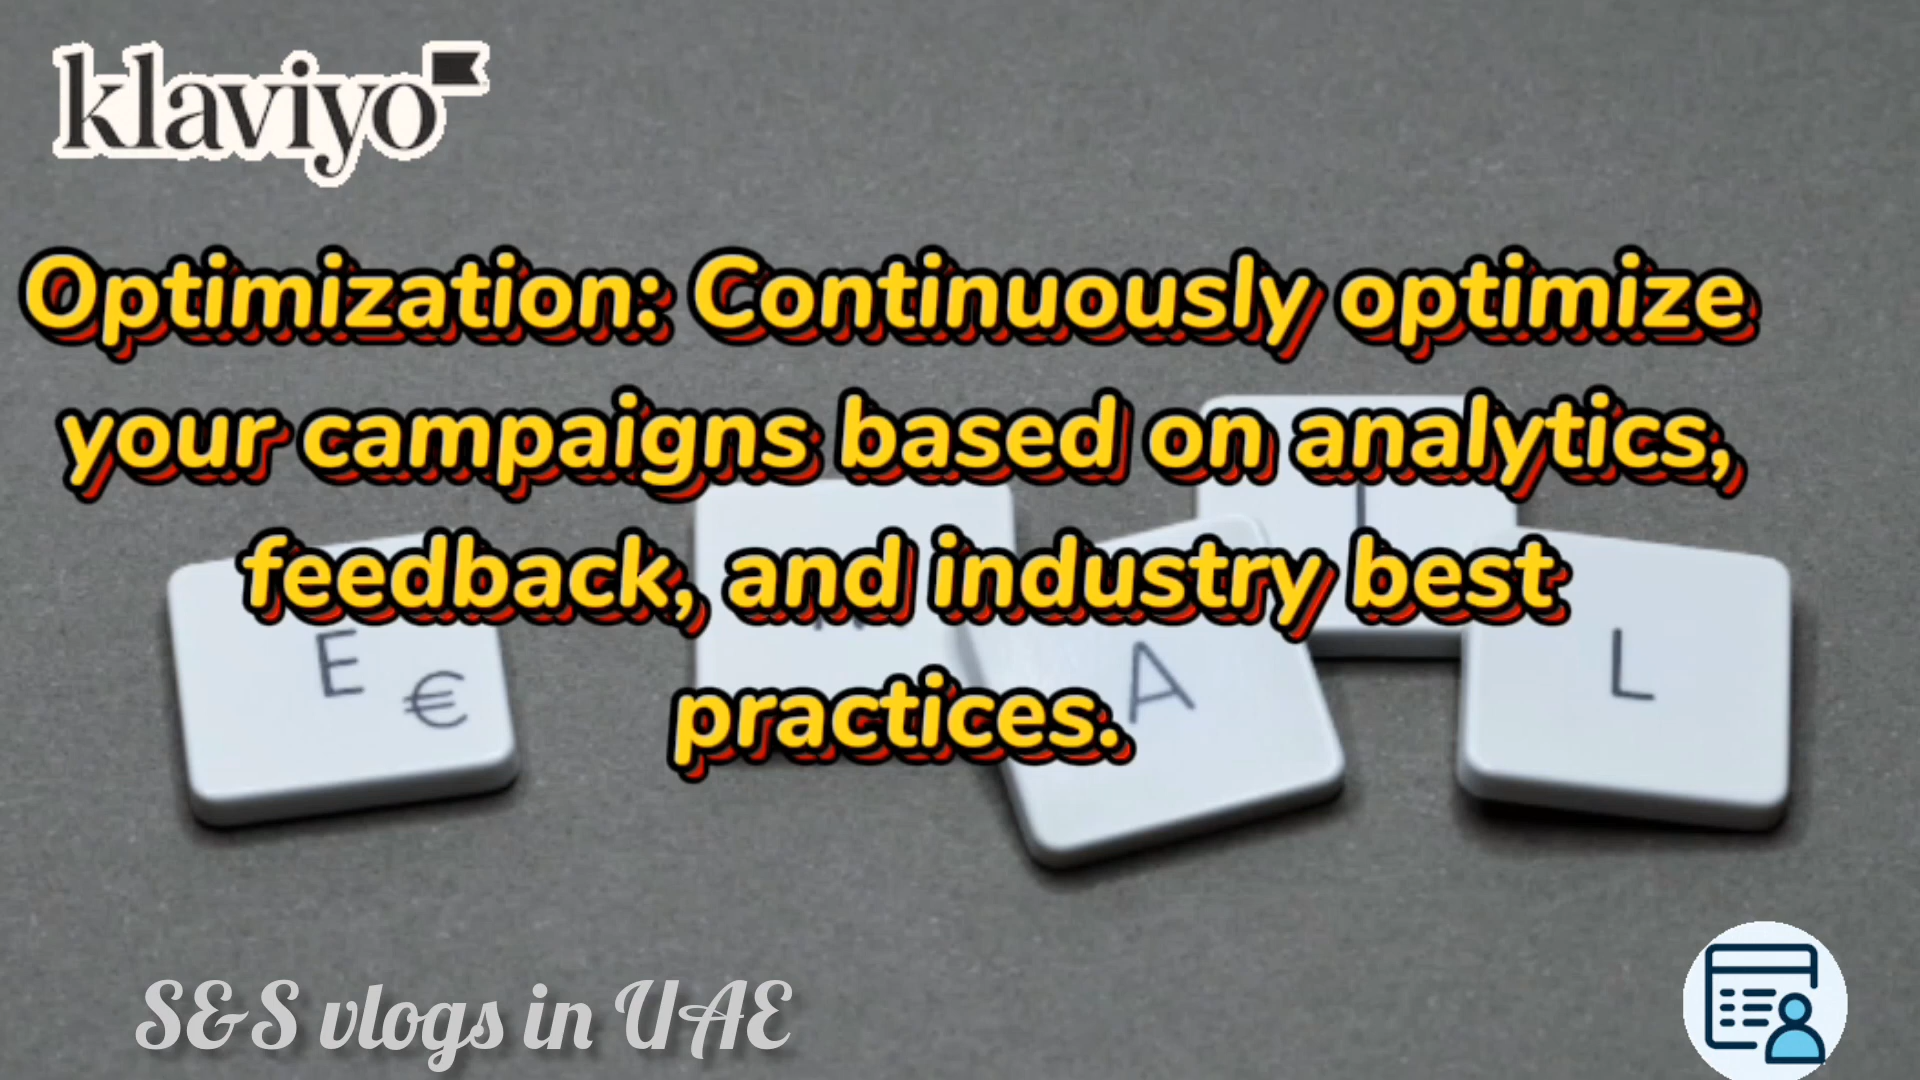 klaviyo
Optimization: Continuously optimize
your campaigns based on analytics,
feedback, and industry best
practices.
E
€
A
L
S&S vlogs in UAE